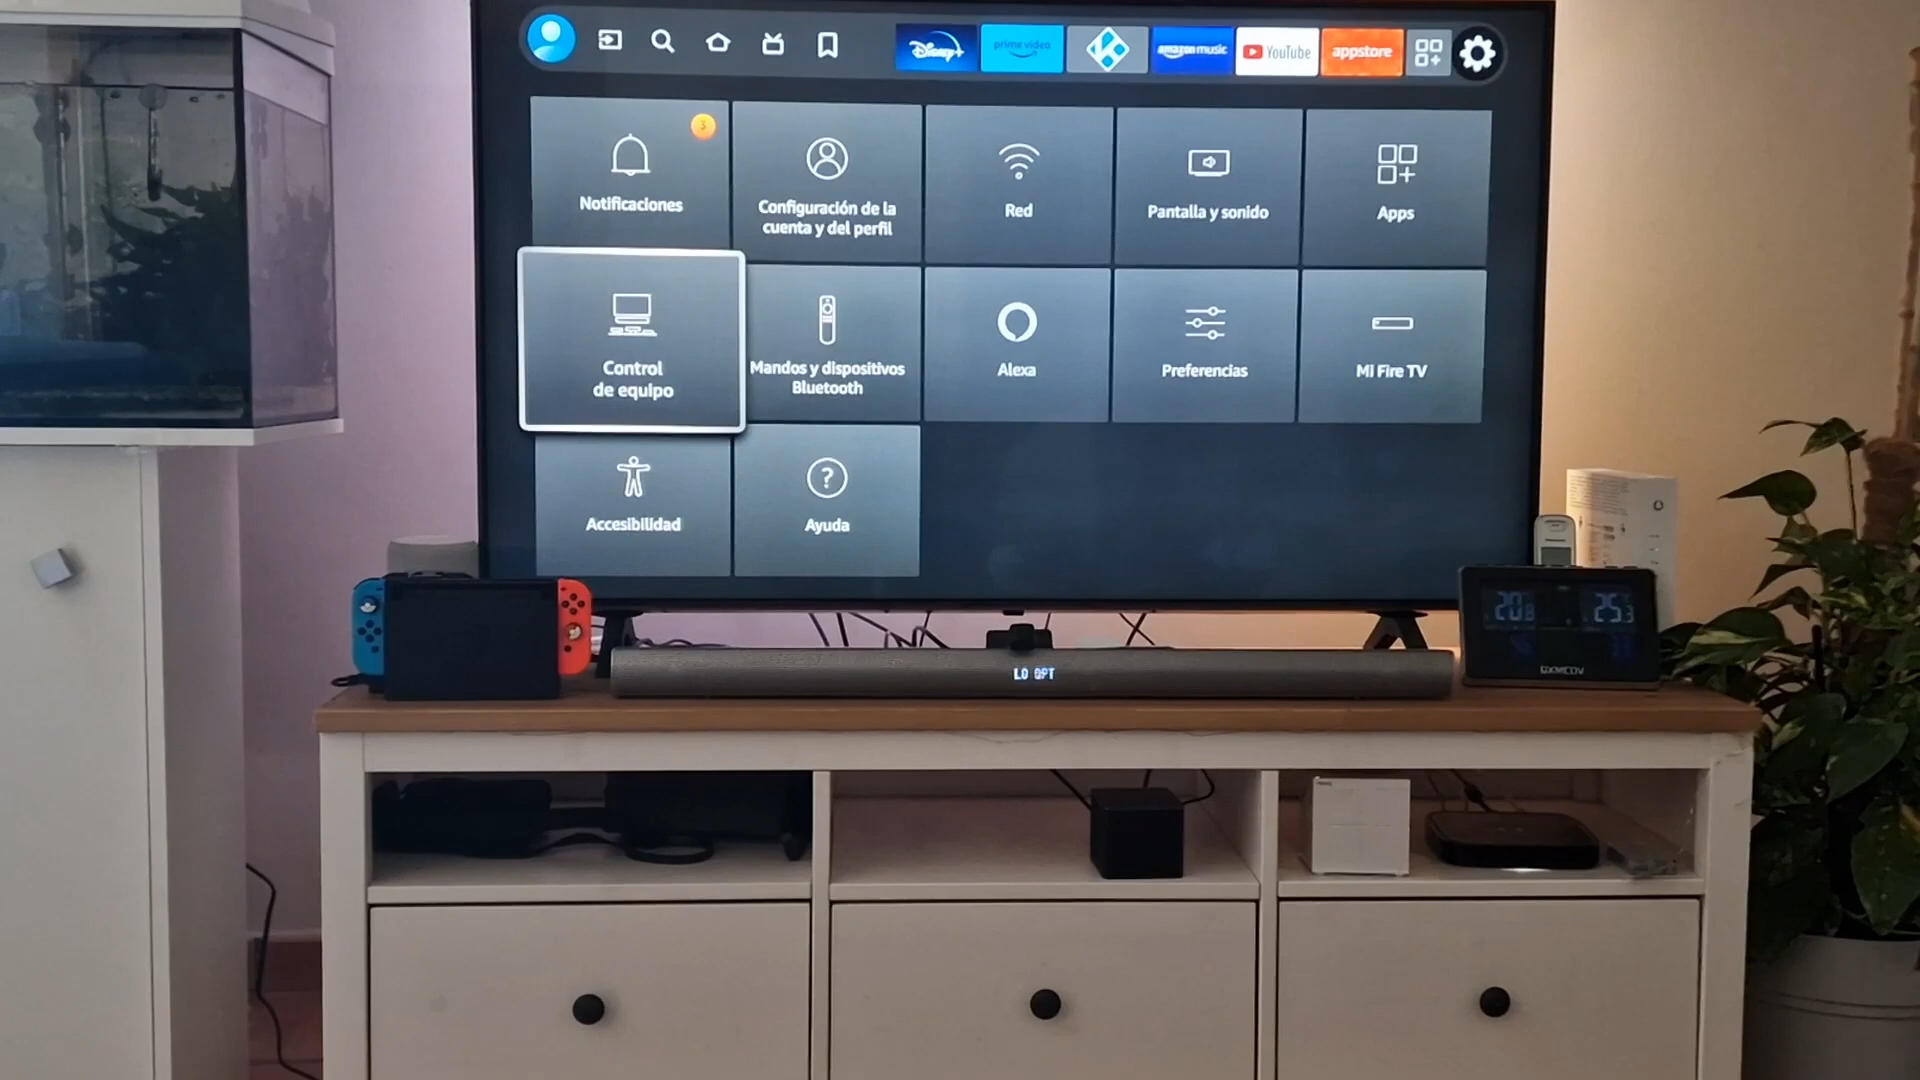 Disney+
prime video
amazon music
YouTube
appstore
3
Notificaciones
Configuración de la
cuenta y del perfil
Red
Pantalla y sonido
Apps
Control
de equipo
Mandos y dispositivos
Bluetooth
Alexa
Preferencias
Mi Fire TV
Accesibilidad
Ayuda
20.8
25.3
LO OPT